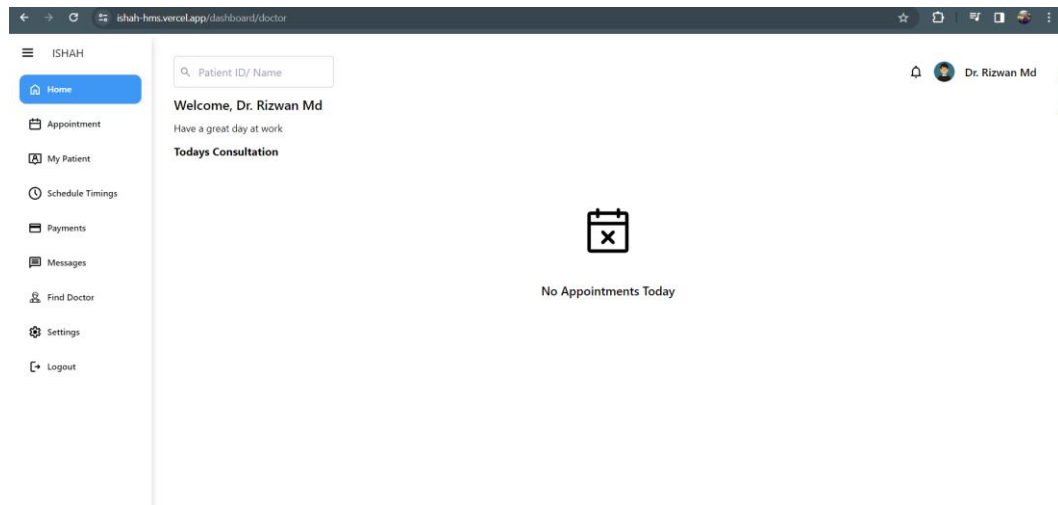 ishah-hms.vercel.app/dashboard/doctor
ISHAH
Home
Appointment
My Patient
Schedule Timings
Payments
Messages
Find Doctor
Settings
Logout
Patient ID/ Name
Dr. Rizwan Md
Welcome, Dr. Rizwan Md
Have a great day at work
Todays Consultation
No Appointments Today